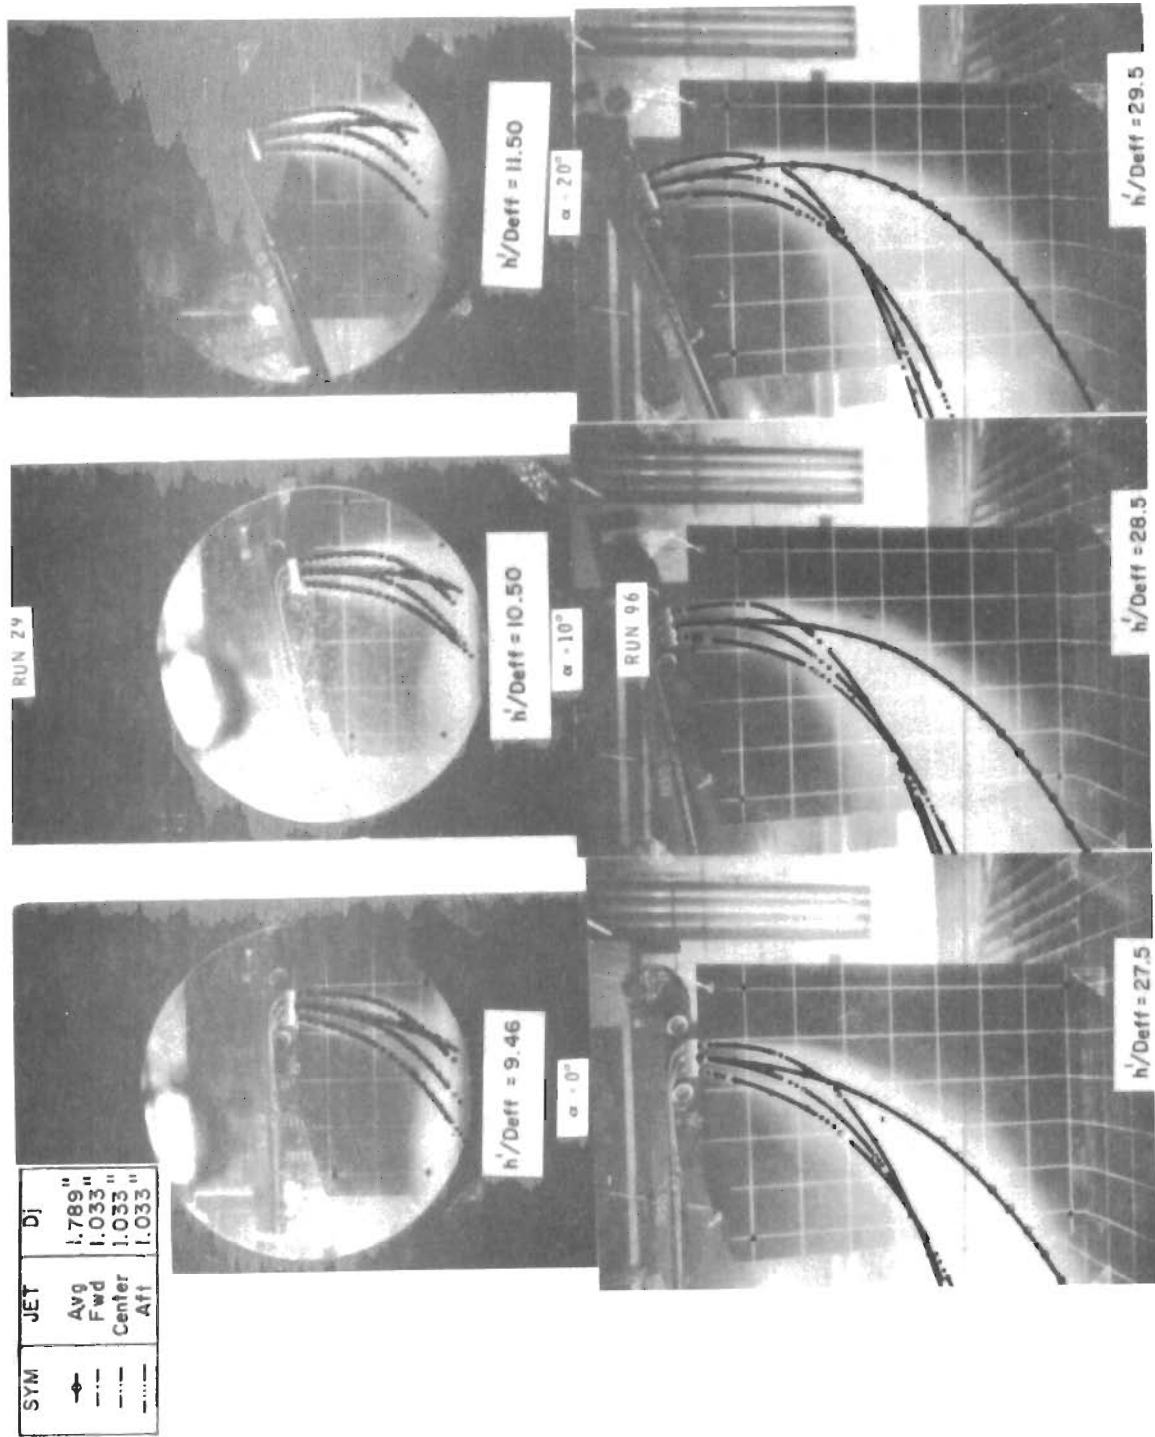 RUN 29
h'/Deff = 11.50
α - 20°
h'/Deff = 29.5
h'/Deff = 10.50
α - 10°
RUN 96
h'/Deff = 28.5
h'/Deff = 9.46
α - 0°
h'/Deff = 27.5
SYM JET Dj
Avg 1.789"
Fwd 1.033"
Center 1.033"
Aft 1.033"